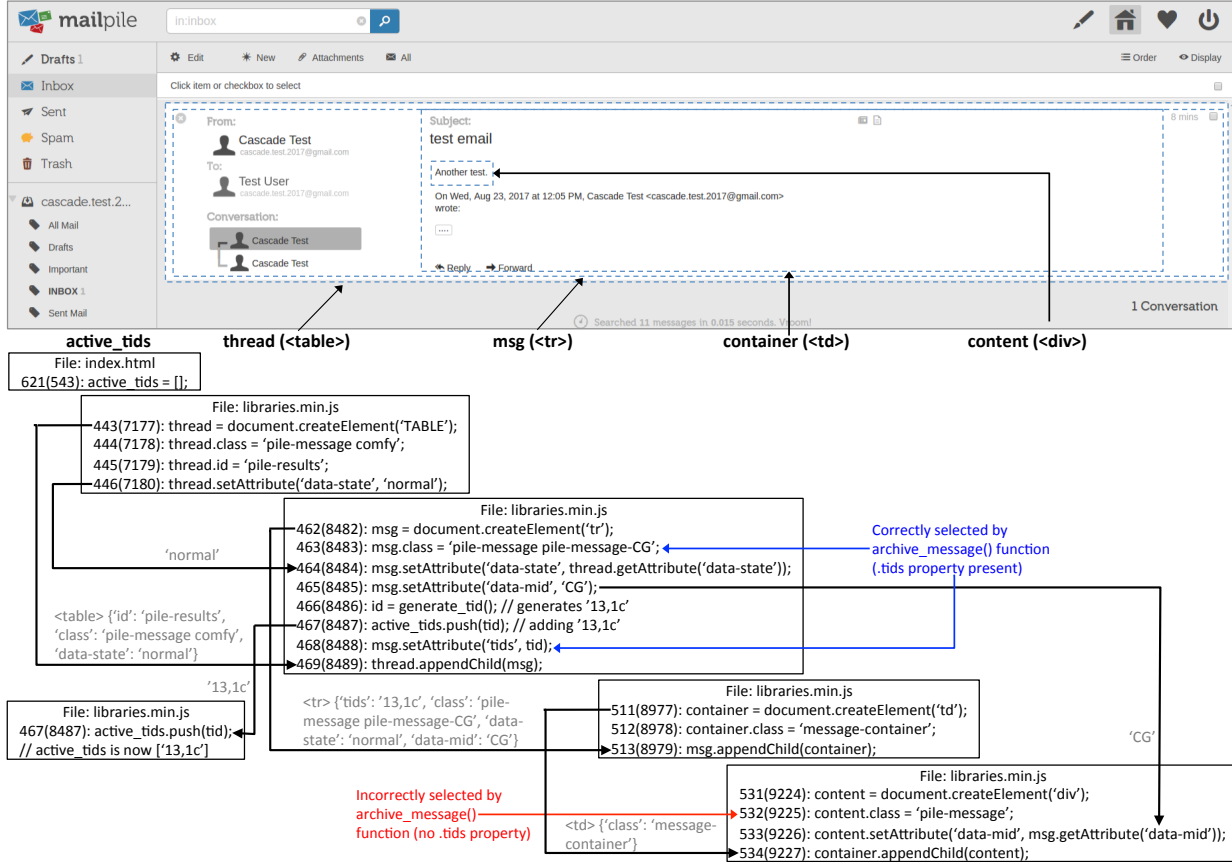 mailpile
in:inbox
Drafts 1
Edit
New
Attachments
All
Order
Display
Inbox
Click item or checkbox to select
Sent
Spam
Trash
cascade.test.2...
All Mail
Drafts
Important
INBOX 1
Sent Mail
From:
Cascade Test
cascade.test.2017@gmail.com
To:
Test User
cascade.test.2017@gmail.com
Conversation:
Cascade Test
Cascade Test
Subject:
8 mins
test email
Another test.
On Wed, Aug 23, 2017 at 12:05 PM, Cascade Test <cascade.test.2017@gmail.com>
wrote:
....
Reply
Forward
1 Conversation
Searched 11 messages in 0.015 seconds. Vroom!
active_tids
thread (<table>)
msg (<tr>)
container (<td>)
content (<div>)
File: index.html
621(543): active_tids = [];
File: libraries.min.js
443(7177): thread = document.createElement(‘TABLE’);
444(7178): thread.class = ‘pile-message comfy’;
445(7179): thread.id = ‘pile-results’;
446(7180): thread.setAttribute(‘data-state’, ‘normal’);
‘normal’
File: libraries.min.js
462(8482): msg = document.createElement(‘tr’);
463(8483): msg.class = ‘pile-message pile-message-CG’;
464(8484): msg.setAttribute(‘data-state’, thread.getAttribute(‘data-state’));
465(8485): msg.setAttribute(‘data-mid’, ‘CG’);
466(8486): id = generate_tid(); // generates ’13,1c’
467(8487): active_tids.push(tid); // adding ’13,1c’
468(8488): msg.setAttribute(‘tids’, tid);
469(8489): thread.appendChild(msg);
Correctly selected by
archive_message() function
(.tids property present)
<table> {‘id’: ‘pile-results’,
‘class’: ‘pile-message comfy’,
‘data-state’: ‘normal’}
’13,1c’
File: libraries.min.js
467(8487): active_tids.push(tid);
// active_tids is now [‘13,1c’]
<tr> {‘tids’: ‘13,1c’, ‘class’: ‘pile-
message pile-message-CG’, ‘data-
state’: ‘normal’, ‘data-mid’: ‘CG’}
File: libraries.min.js
511(8977): container = document.createElement(‘td’);
512(8978): container.class = ‘message-container’;
513(8979): msg.appendChild(container);
‘CG’
Incorrectly selected by
archive_message()
function (no .tids property)
<td> {‘class’: ‘message-
container’}
File: libraries.min.js
531(9224): content = document.createElement(‘div’);
532(9225): content.class = ‘pile-message’;
533(9226): content.setAttribute(‘data-mid’, msg.getAttribute(‘data-mid’));
534(9227): container.appendChild(content);